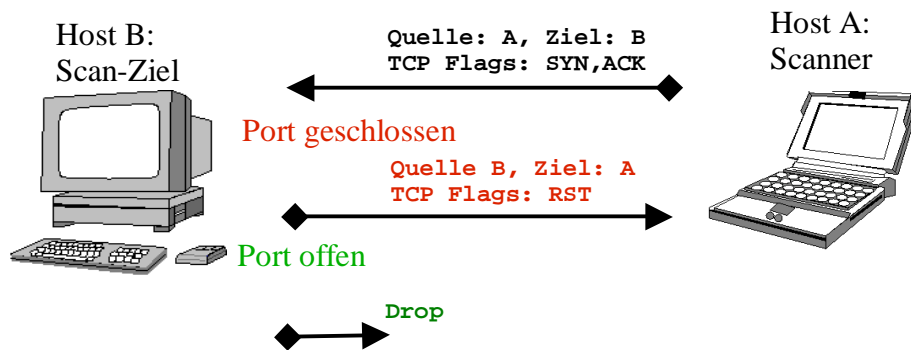 Host B:
Scan-Ziel
Quelle: A, Ziel: B
TCP Flags: SYN,ACK
Host A:
Scanner
Port geschlossen
Quelle B, Ziel: A
TCP Flags: RST
Port offen
Drop